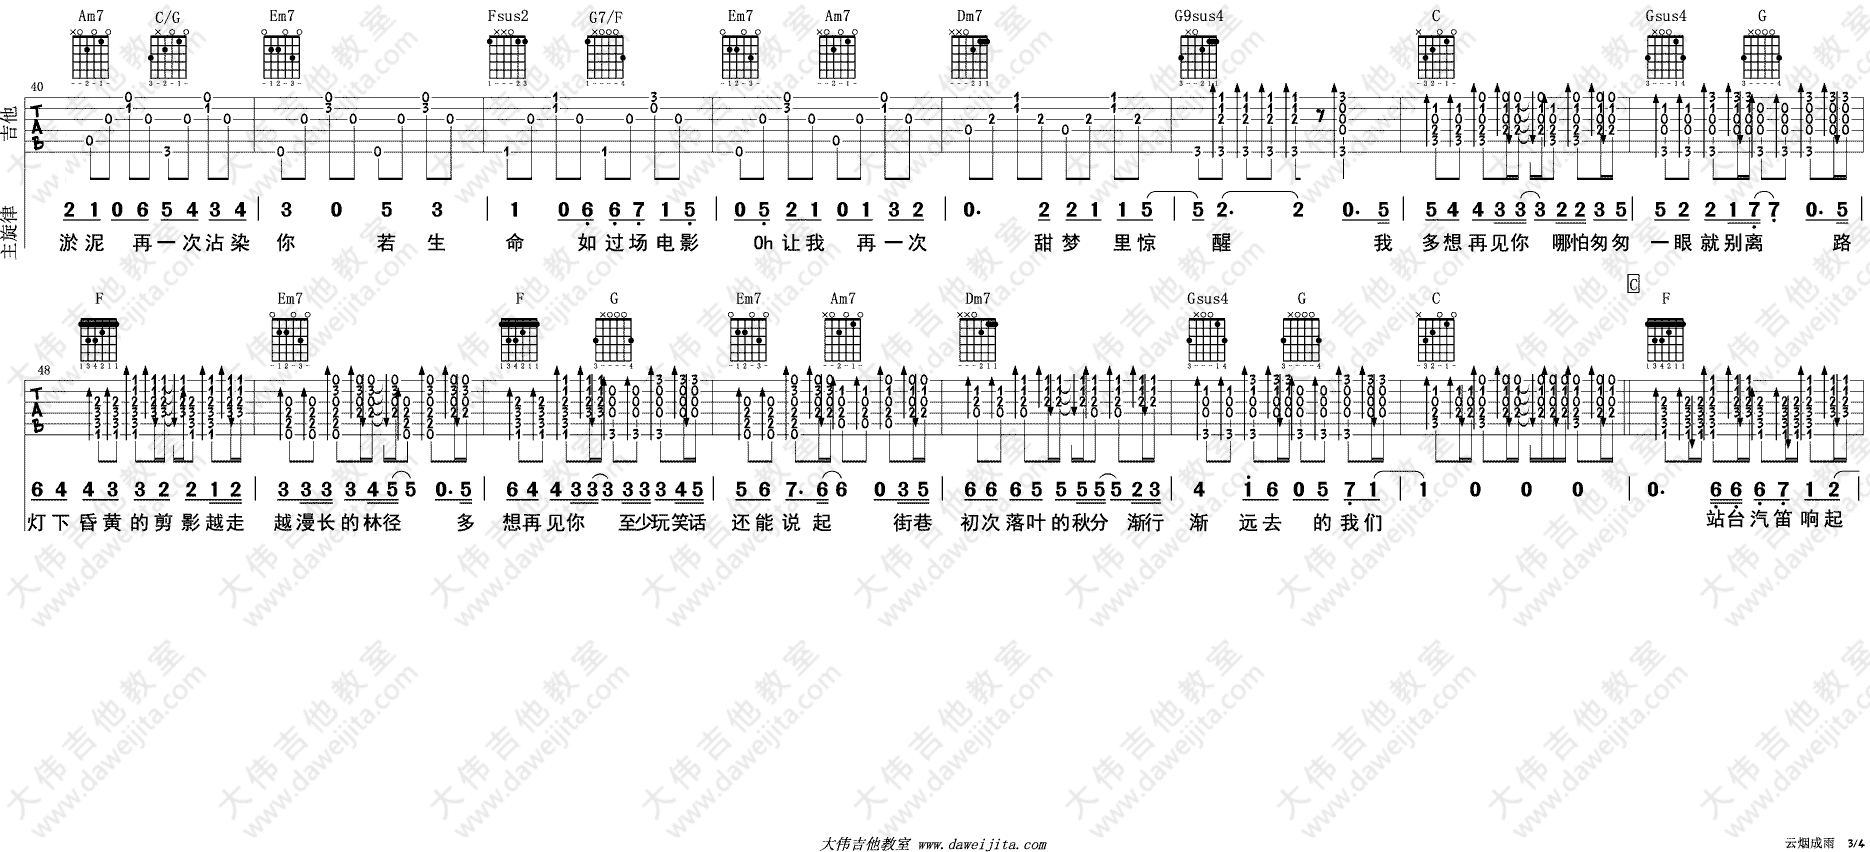 Am7 C/G Em7 Fsus2 G7/F Em7 Am7 Dm7 G9sus4 C Gsus4 G
40
吉他
TAB
主旋律
2 1 0 6 5 4 3 4 | 3 0 5 3 | 1 0 6 6 7 1 5 | 0 5 2 1 0 1 3 2 | 0. 2 2 1 1 5 | 5 2. 2 0. 5 | 5 4 4 3 3 3 2 2 3 5 | 5 2 2 1 7 7 0. 5
淤泥 再一次沾染 你 若 生 命 如过场电影 Oh让我 再一次 甜梦 里惊 醒 我 多想再见你 哪怕匆匆 一眼就别离 路
C
F Em7 F G Em7 Am7 Dm7 Gsus4 G C F
48
TAB
6 4 4 3 3 2 2 1 2 | 3 3 3 3 4 5 5 0. 5 | 6 4 4 3 3 3 3 3 3 4 5 | 5 6 7. 6 6 0 3 5 | 6 6 6 5 5 5 5 5 2 3 | 4 1 6 0 5 7 1 | 1 0 0 0 | 0. 6 6 6 7 1 2
灯下昏黄的剪影越走 越漫长的林径 多 想再见你 至少玩笑话 还能说起 街巷 初次落叶的秋分 渐行 渐 远去 的我们 站台汽笛响起
大伟吉他教室 www.daweijita.com
云烟成雨 3/4